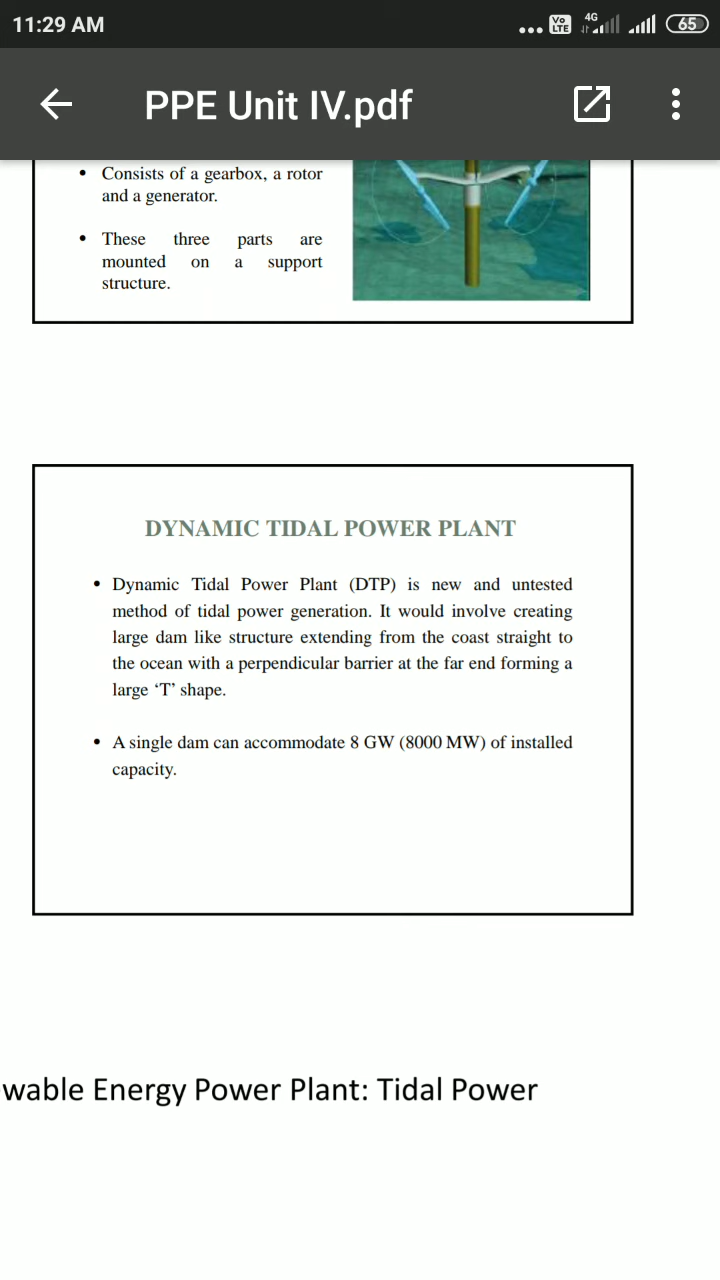 11:29 AM
Vo
LTE
4G
65
PPE Unit IV.pdf
• Consists of a gearbox, a rotor
and a generator.
• These three parts are
mounted on a support
structure.
DYNAMIC TIDAL POWER PLANT
• Dynamic Tidal Power Plant (DTP) is new and untested
method of tidal power generation. It would involve creating
large dam like structure extending from the coast straight to
the ocean with a perpendicular barrier at the far end forming a
large ‘T’ shape.
• A single dam can accommodate 8 GW (8000 MW) of installed
capacity.
wable Energy Power Plant: Tidal Power